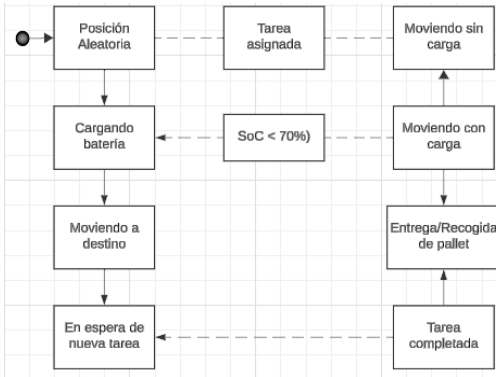 Posición
Aleatoria
Tarea
asignada
Moviendo sin
carga
Cargando
batería
SoC < 70%)
Moviendo con
carga
Moviendo a
destino
Entrega/Recogida
de pallet
En espera de
nueva tarea
Tarea
completada